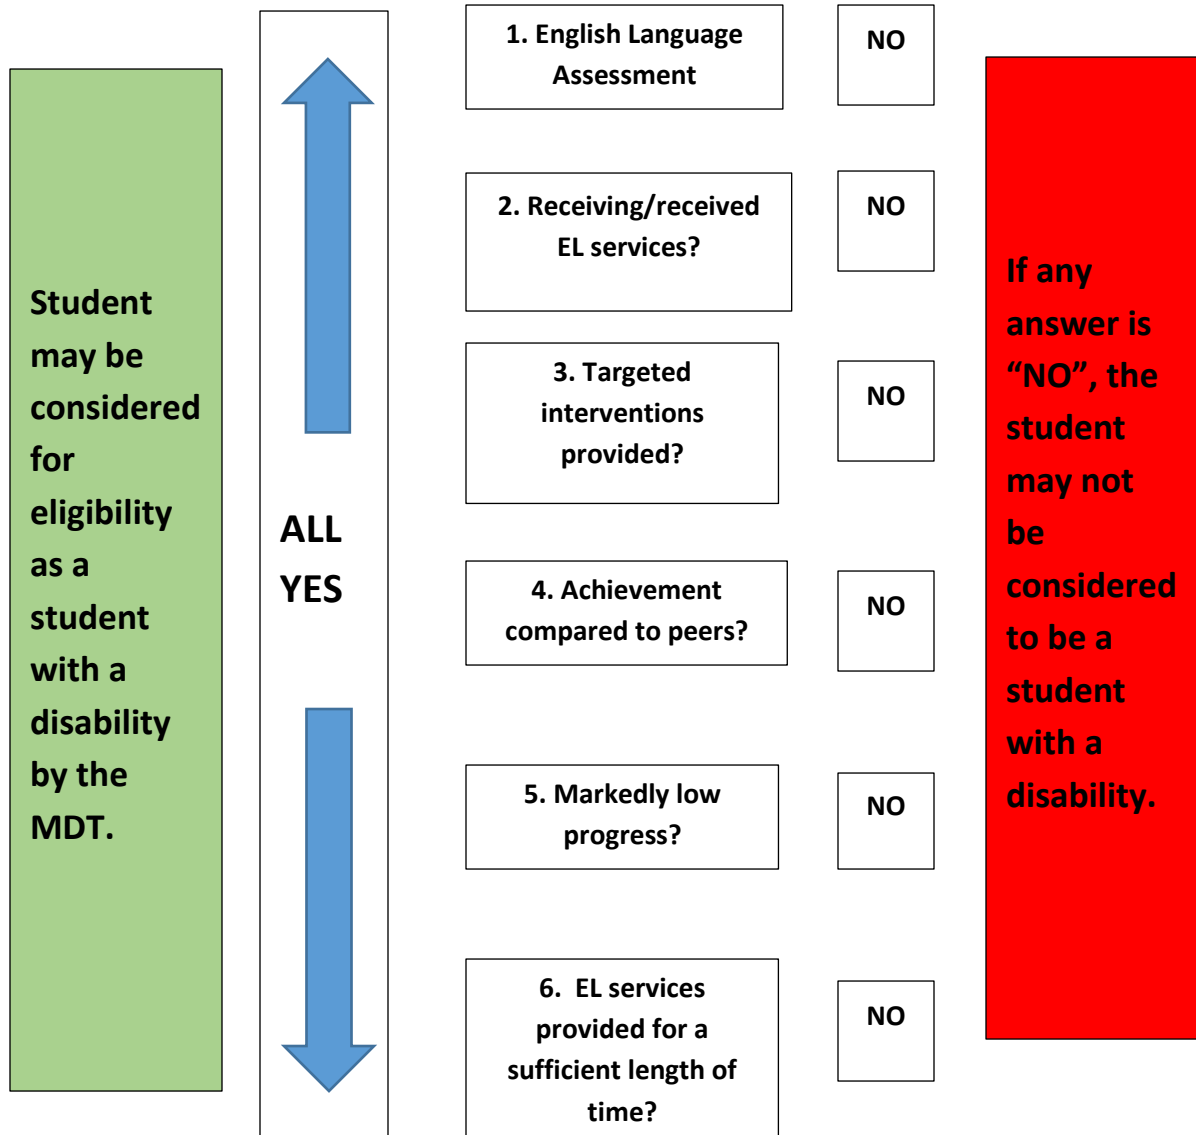 Student
may be
considered
for
eligibility
as a
student
with a
disability
by the
MDT.
ALL
YES
1. English Language
Assessment
NO
2. Receiving/received
EL services?
NO
3. Targeted
interventions
provided?
NO
4. Achievement
compared to peers?
NO
5. Markedly low
progress?
NO
6. EL services
provided for a
sufficient length of
time?
NO
If any
answer is
“NO”, the
student
may not
be
considered
to be a
student
with a
disability.